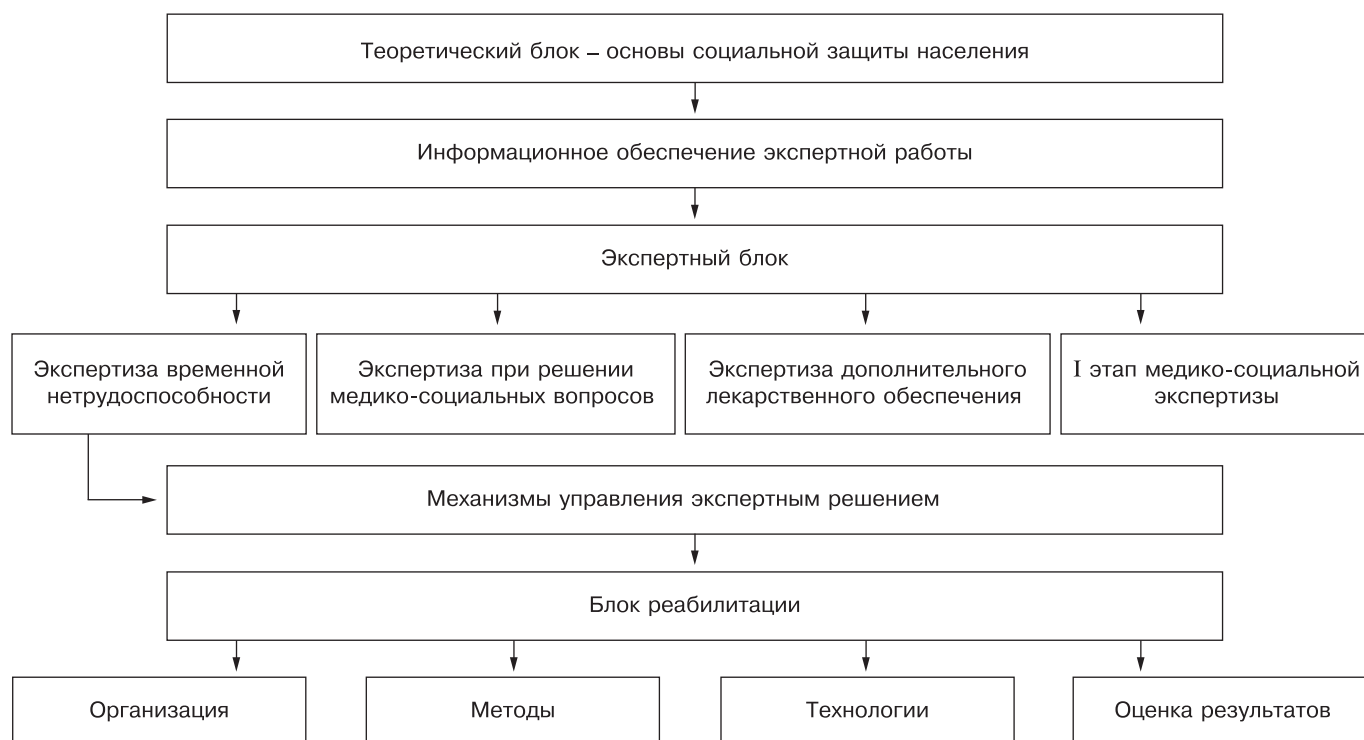 Теоретический блок – основы социальной защиты населения
Информационное обеспечение экспертной работы
Экспертный блок
Экспертиза временной
нетрудоспособности
Экспертиза при решении
медико-социальных вопросов
Экспертиза дополнительного
лекарственного обеспечения
I этап медико-социальной
экспертизы
Механизмы управления экспертным решением
Блок реабилитации
Организация
Методы
Технологии
Оценка результатов